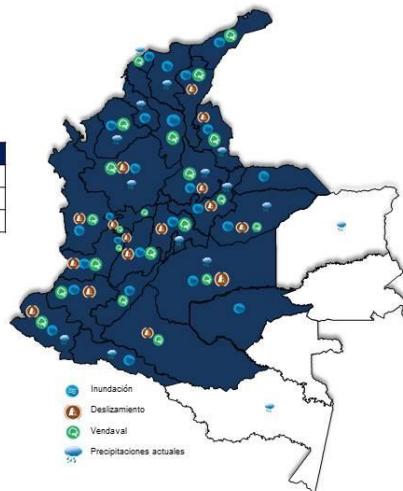 Inundación
Deslizamiento
Vendaval
Precipitaciones actuales